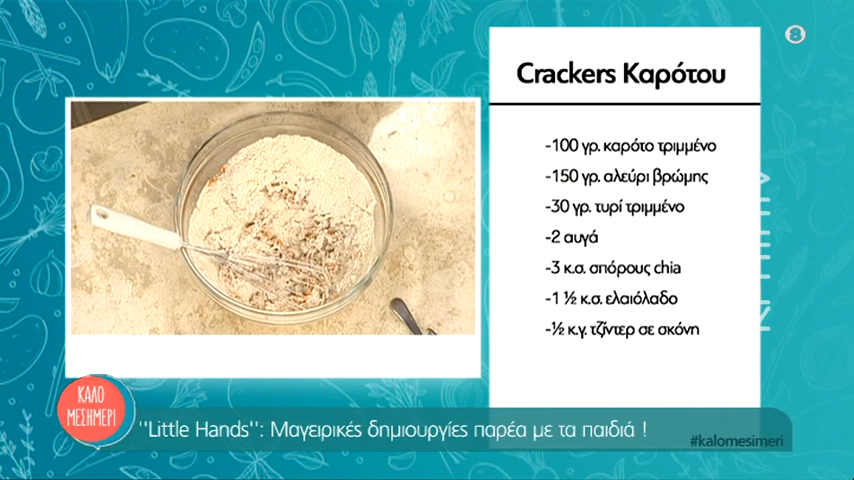 8
Crackers Καρότου
-100 γρ. καρότο τριμμένο
-150 γρ. αλεύρι βρώμης
-30 γρ. τυρί τριμμένο
-2 αυγά
-3 κ.σ. σπόρους chia
-1 ½ κ.σ. ελαιόλαδο
-½ κ.γ. τζίντερ σε σκόνη
ΚΑΛΟ
ΜΕΣΗΜΕΡΙ
''Little Hands'': Μαγειρικές δημιουργίες παρέα με τα παιδιά !
#kalomesimeri